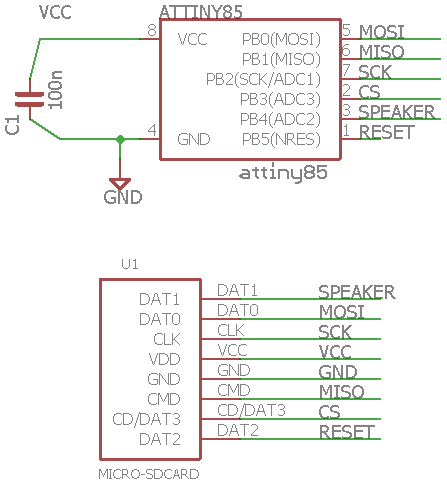 VCC
ATTINY85
8 VCC PB0(MOSI) 5 MOSI
PB1(MISO) 6 MISO
PB2(SCK/ADC1) 7 SCK
PB3(ADC3) 2 CS
PB4(ADC2) 3 SPEAKER
4 GND PB5(NRES) 1 RESET
C1
100n
attiny85
GND
U1
DAT1 DAT1 SPEAKER
DAT0 DAT0 MOSI
CLK CLK SCK
VDD VCC VCC
GND GND GND
CMD CMD MISO
CD/DAT3 CD/DAT3 CS
DAT2 DAT2 RESET
MICRO-SDCARD